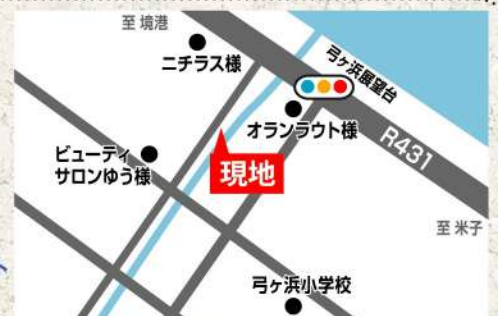 至 境港
ニチラス様
弓ヶ浜展望台
オランラウト様
R431
ビューティ
サロンゆう様
現地
至 米子
弓ヶ浜小学校